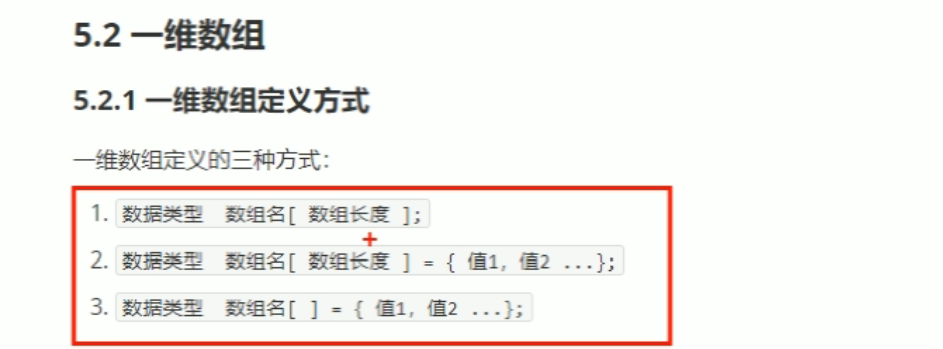 5.2 一维数组
5.2.1 一维数组定义方式
一维数组定义的三种方式：
1. 数据类型  数组名[ 数组长度 ];
2. 数据类型  数组名[ 数组长度 ] = { 值1，值2 ...};
3. 数据类型  数组名[ ] = { 值1，值2 ...};